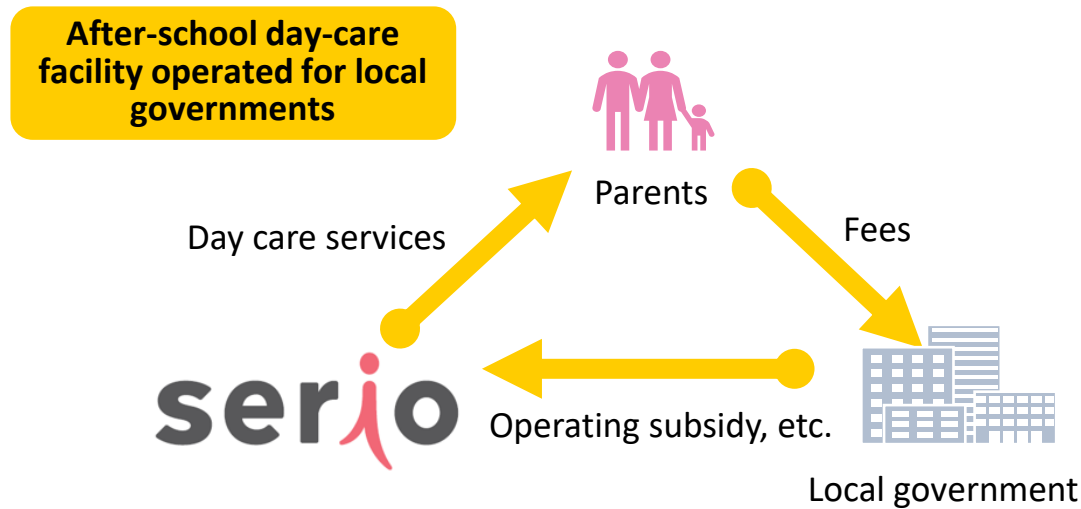 After-school day-care
facility operated for local
governments
Parents
Day care services
Fees
serio
Operating subsidy, etc.
Local government